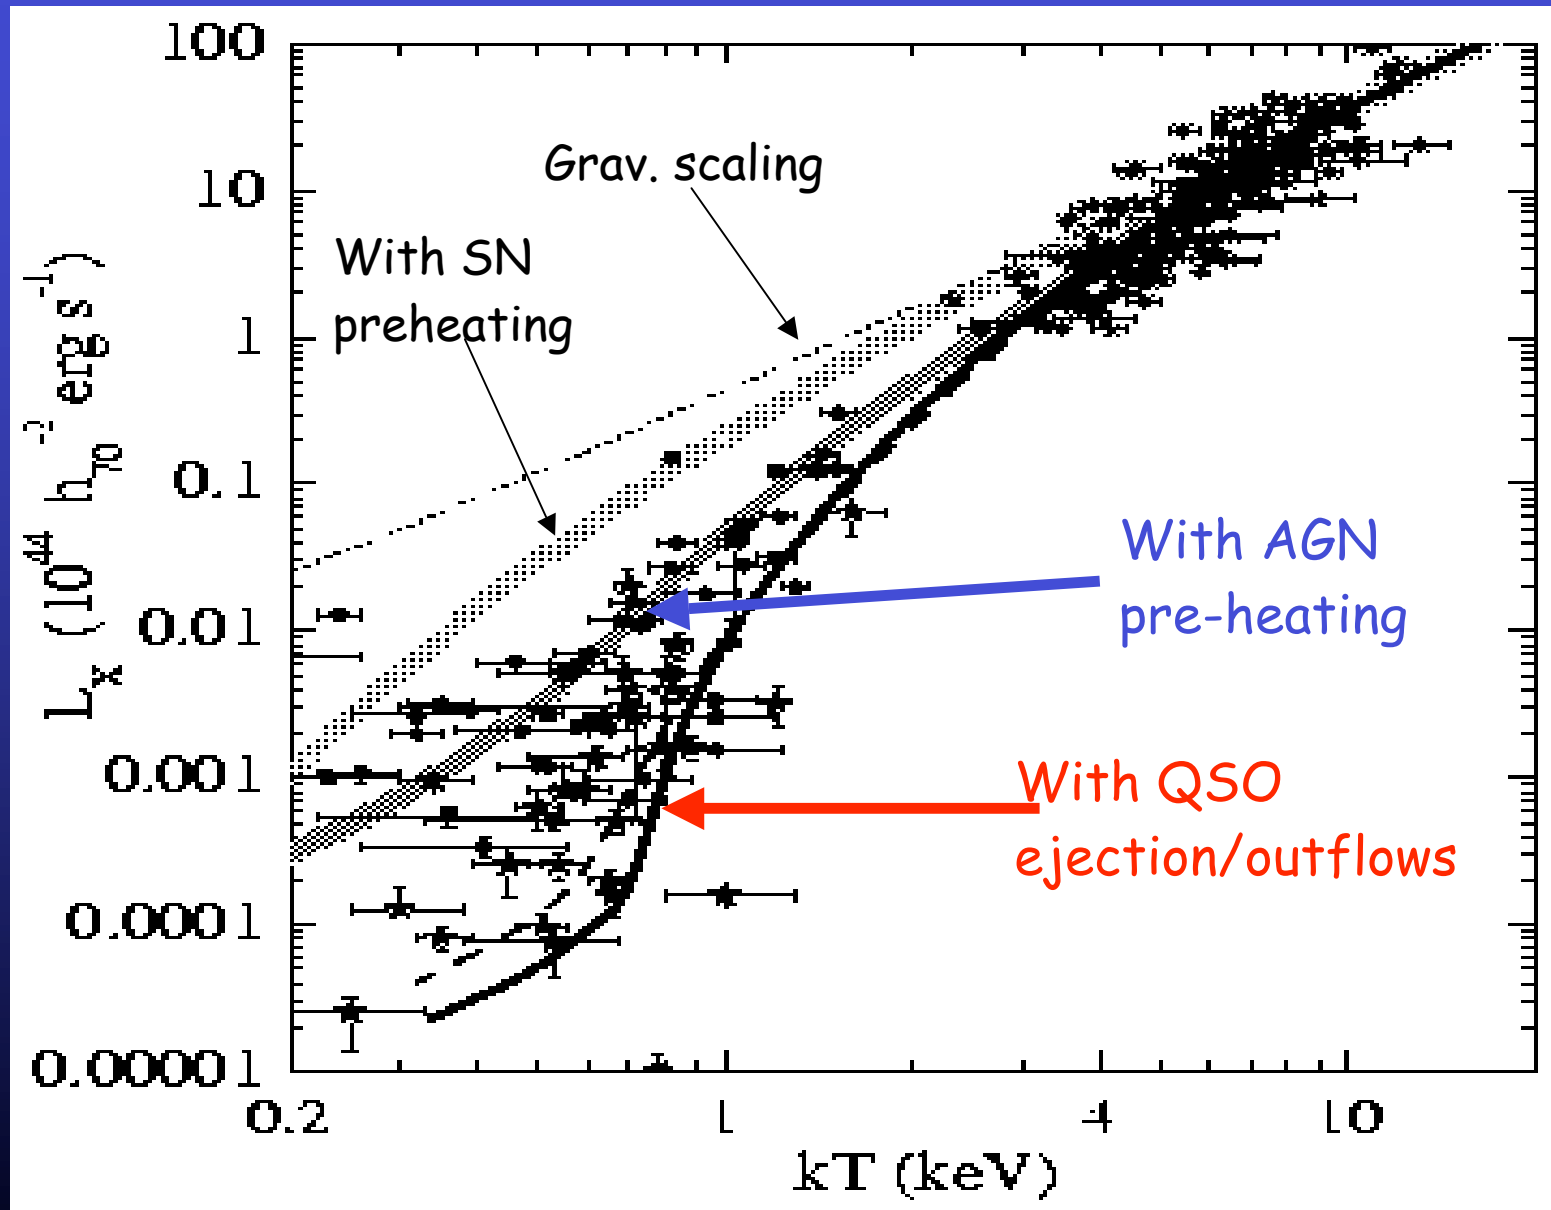 100
10
1
0.1
0.01
0.001
0.0001
0.00001
Lx (10^44 h70^-2 erg s^-1)
Grav. scaling
With SN
preheating
With AGN
pre-heating
With QSO
ejection/outflows
0.2 1 4 10
kT (keV)